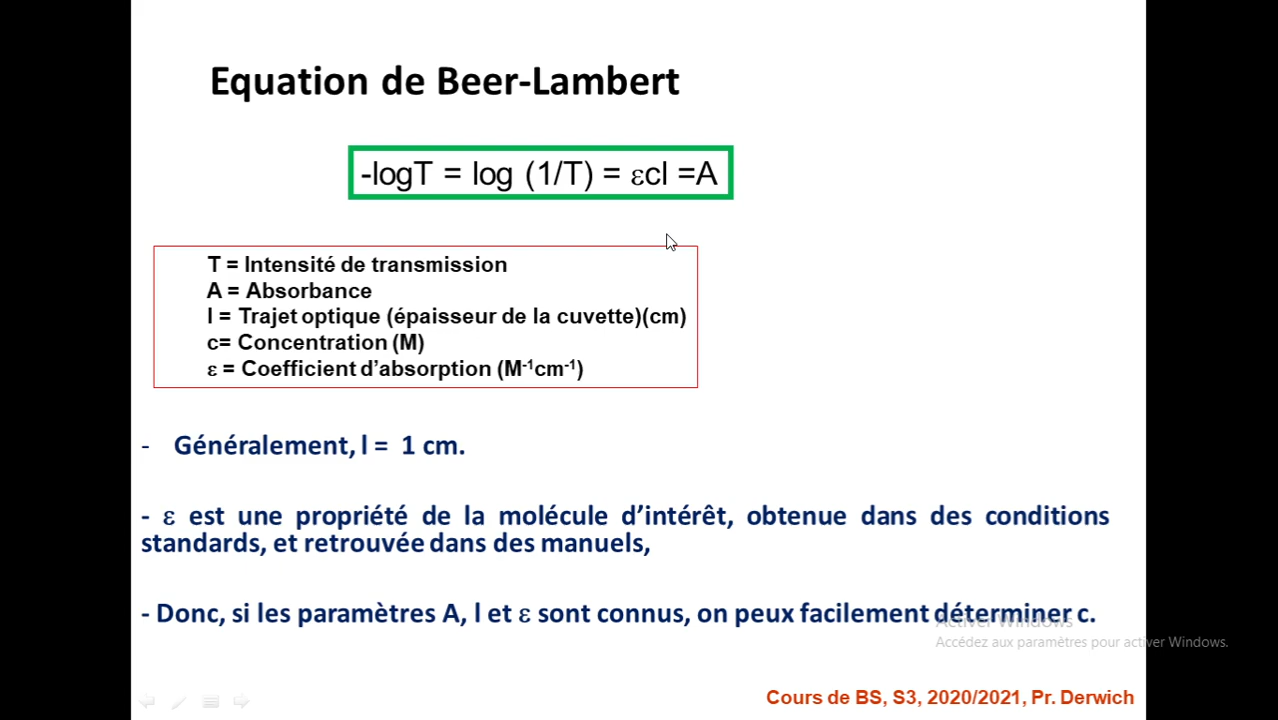 Equation de Beer-Lambert
-logT = log (1/T) = εcl =A
T = Intensité de transmission
A = Absorbance
l = Trajet optique (épaisseur de la cuvette)(cm)
c= Concentration (M)
ε = Coefficient d’absorption (M⁻¹cm⁻¹)
- Généralement, l = 1 cm.
- ε est une propriété de la molécule d’intérêt, obtenue dans des conditions
standards, et retrouvée dans des manuels,
- Donc, si les paramètres A, l et ε sont connus, on peux facilement déterminer c.
Activer Windows
Accédez aux paramètres pour activer Windows.
Cours de BS, S3, 2020/2021, Pr. Derwich